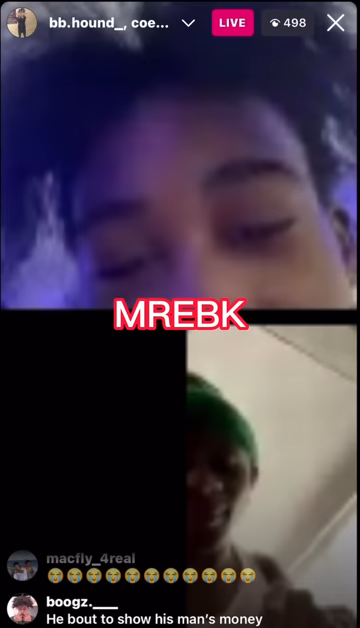 bb.hound_, coe...
LIVE
498
MREBK
macfly_4real
😭😭😭😭😭😭😭😭😭😭😭
boogz.___
He bout to show his man's money